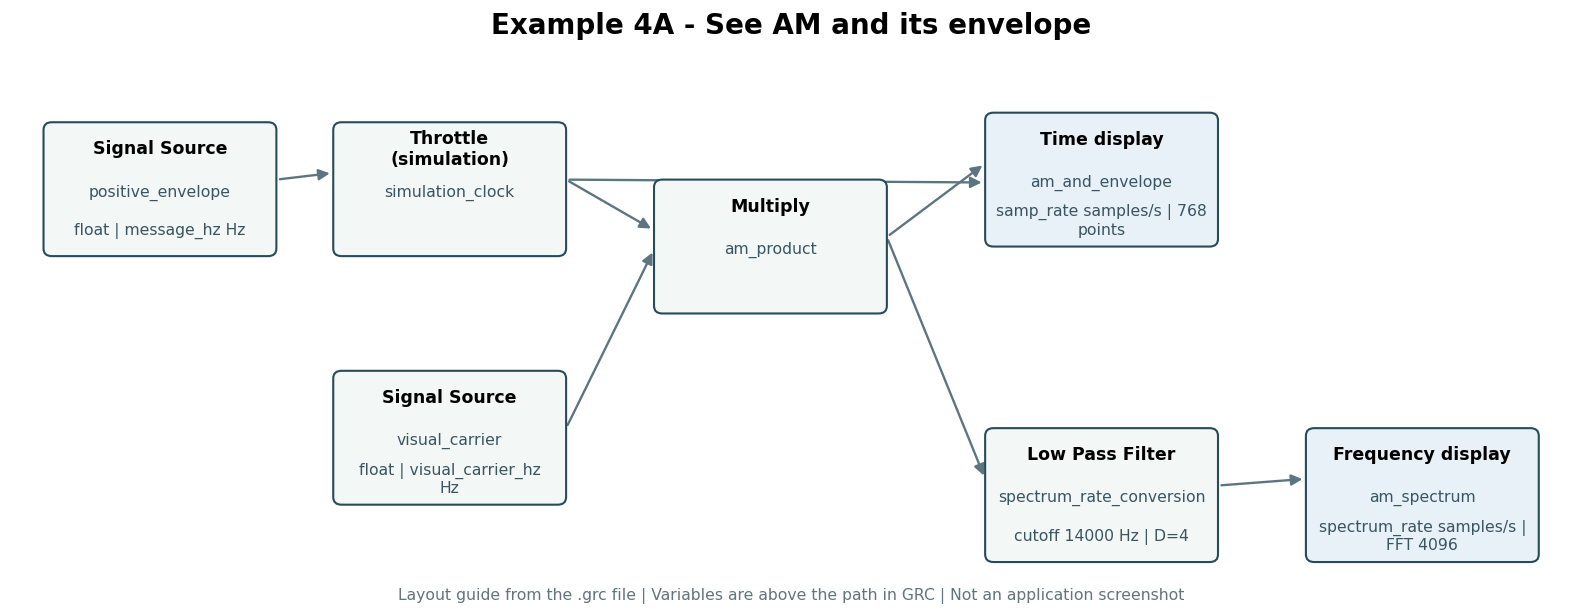 Example 4A - See AM and its envelope
Signal Source
positive_envelope
float | message_hz Hz
Throttle
(simulation)
simulation_clock
Multiply
am_product
Time display
am_and_envelope
samp_rate samples/s | 768
points
Signal Source
visual_carrier
float | visual_carrier_hz
Hz
Low Pass Filter
spectrum_rate_conversion
cutoff 14000 Hz | D=4
Frequency display
am_spectrum
spectrum_rate samples/s |
FFT 4096
Layout guide from the .grc file | Variables are above the path in GRC | Not an application screenshot